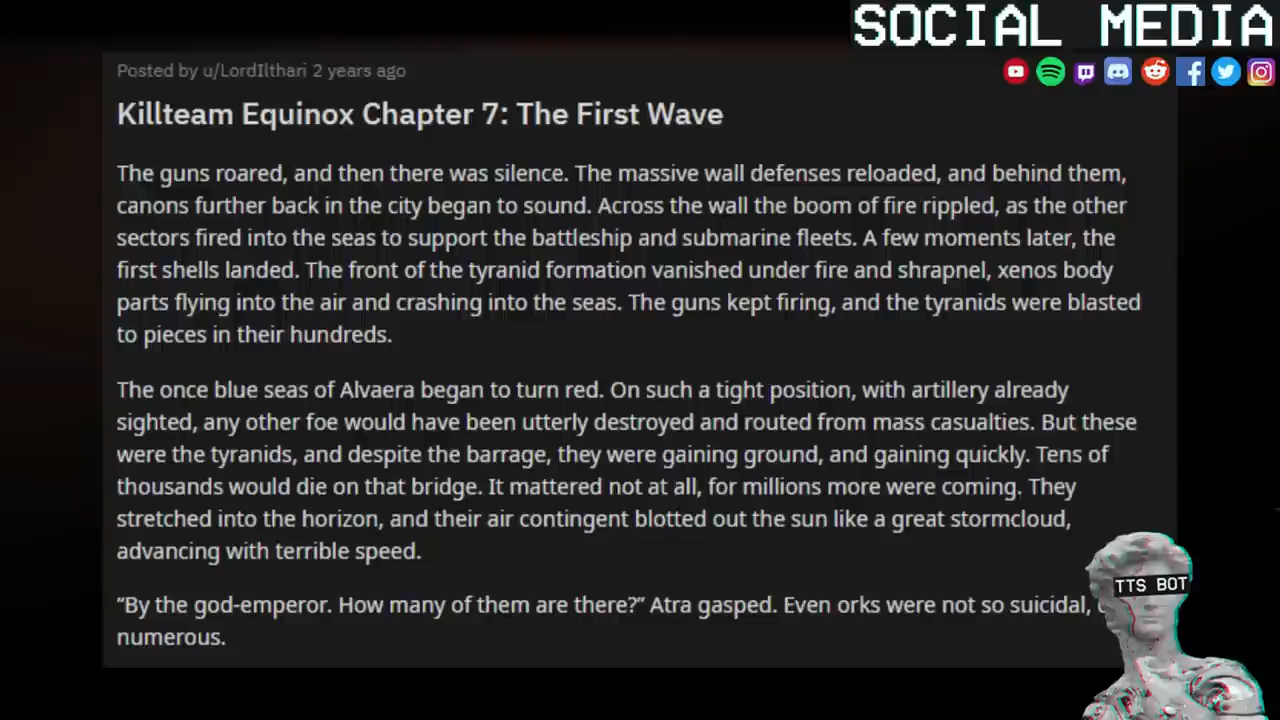 SOCIAL MEDIA
Posted by u/LordIlthari 2 years ago
Killteam Equinox Chapter 7: The First Wave
The guns roared, and then there was silence. The massive wall defenses reloaded, and behind them,
canons further back in the city began to sound. Across the wall the boom of fire rippled, as the other
sectors fired into the seas to support the battleship and submarine fleets. A few moments later, the
first shells landed. The front of the tyranid formation vanished under fire and shrapnel, xenos body
parts flying into the air and crashing into the seas. The guns kept firing, and the tyranids were blasted
to pieces in their hundreds.
The once blue seas of Alvaera began to turn red. On such a tight position, with artillery already
sighted, any other foe would have been utterly destroyed and routed from mass casualties. But these
were the tyranids, and despite the barrage, they were gaining ground, and gaining quickly. Tens of
thousands would die on that bridge. It mattered not at all, for millions more were coming. They
stretched into the horizon, and their air contingent blotted out the sun like a great stormcloud,
advancing with terrible speed.
“By the god-emperor. How many of them are there?” Atra gasped. Even orks were not so suicidal,
numerous.
TTS BOT